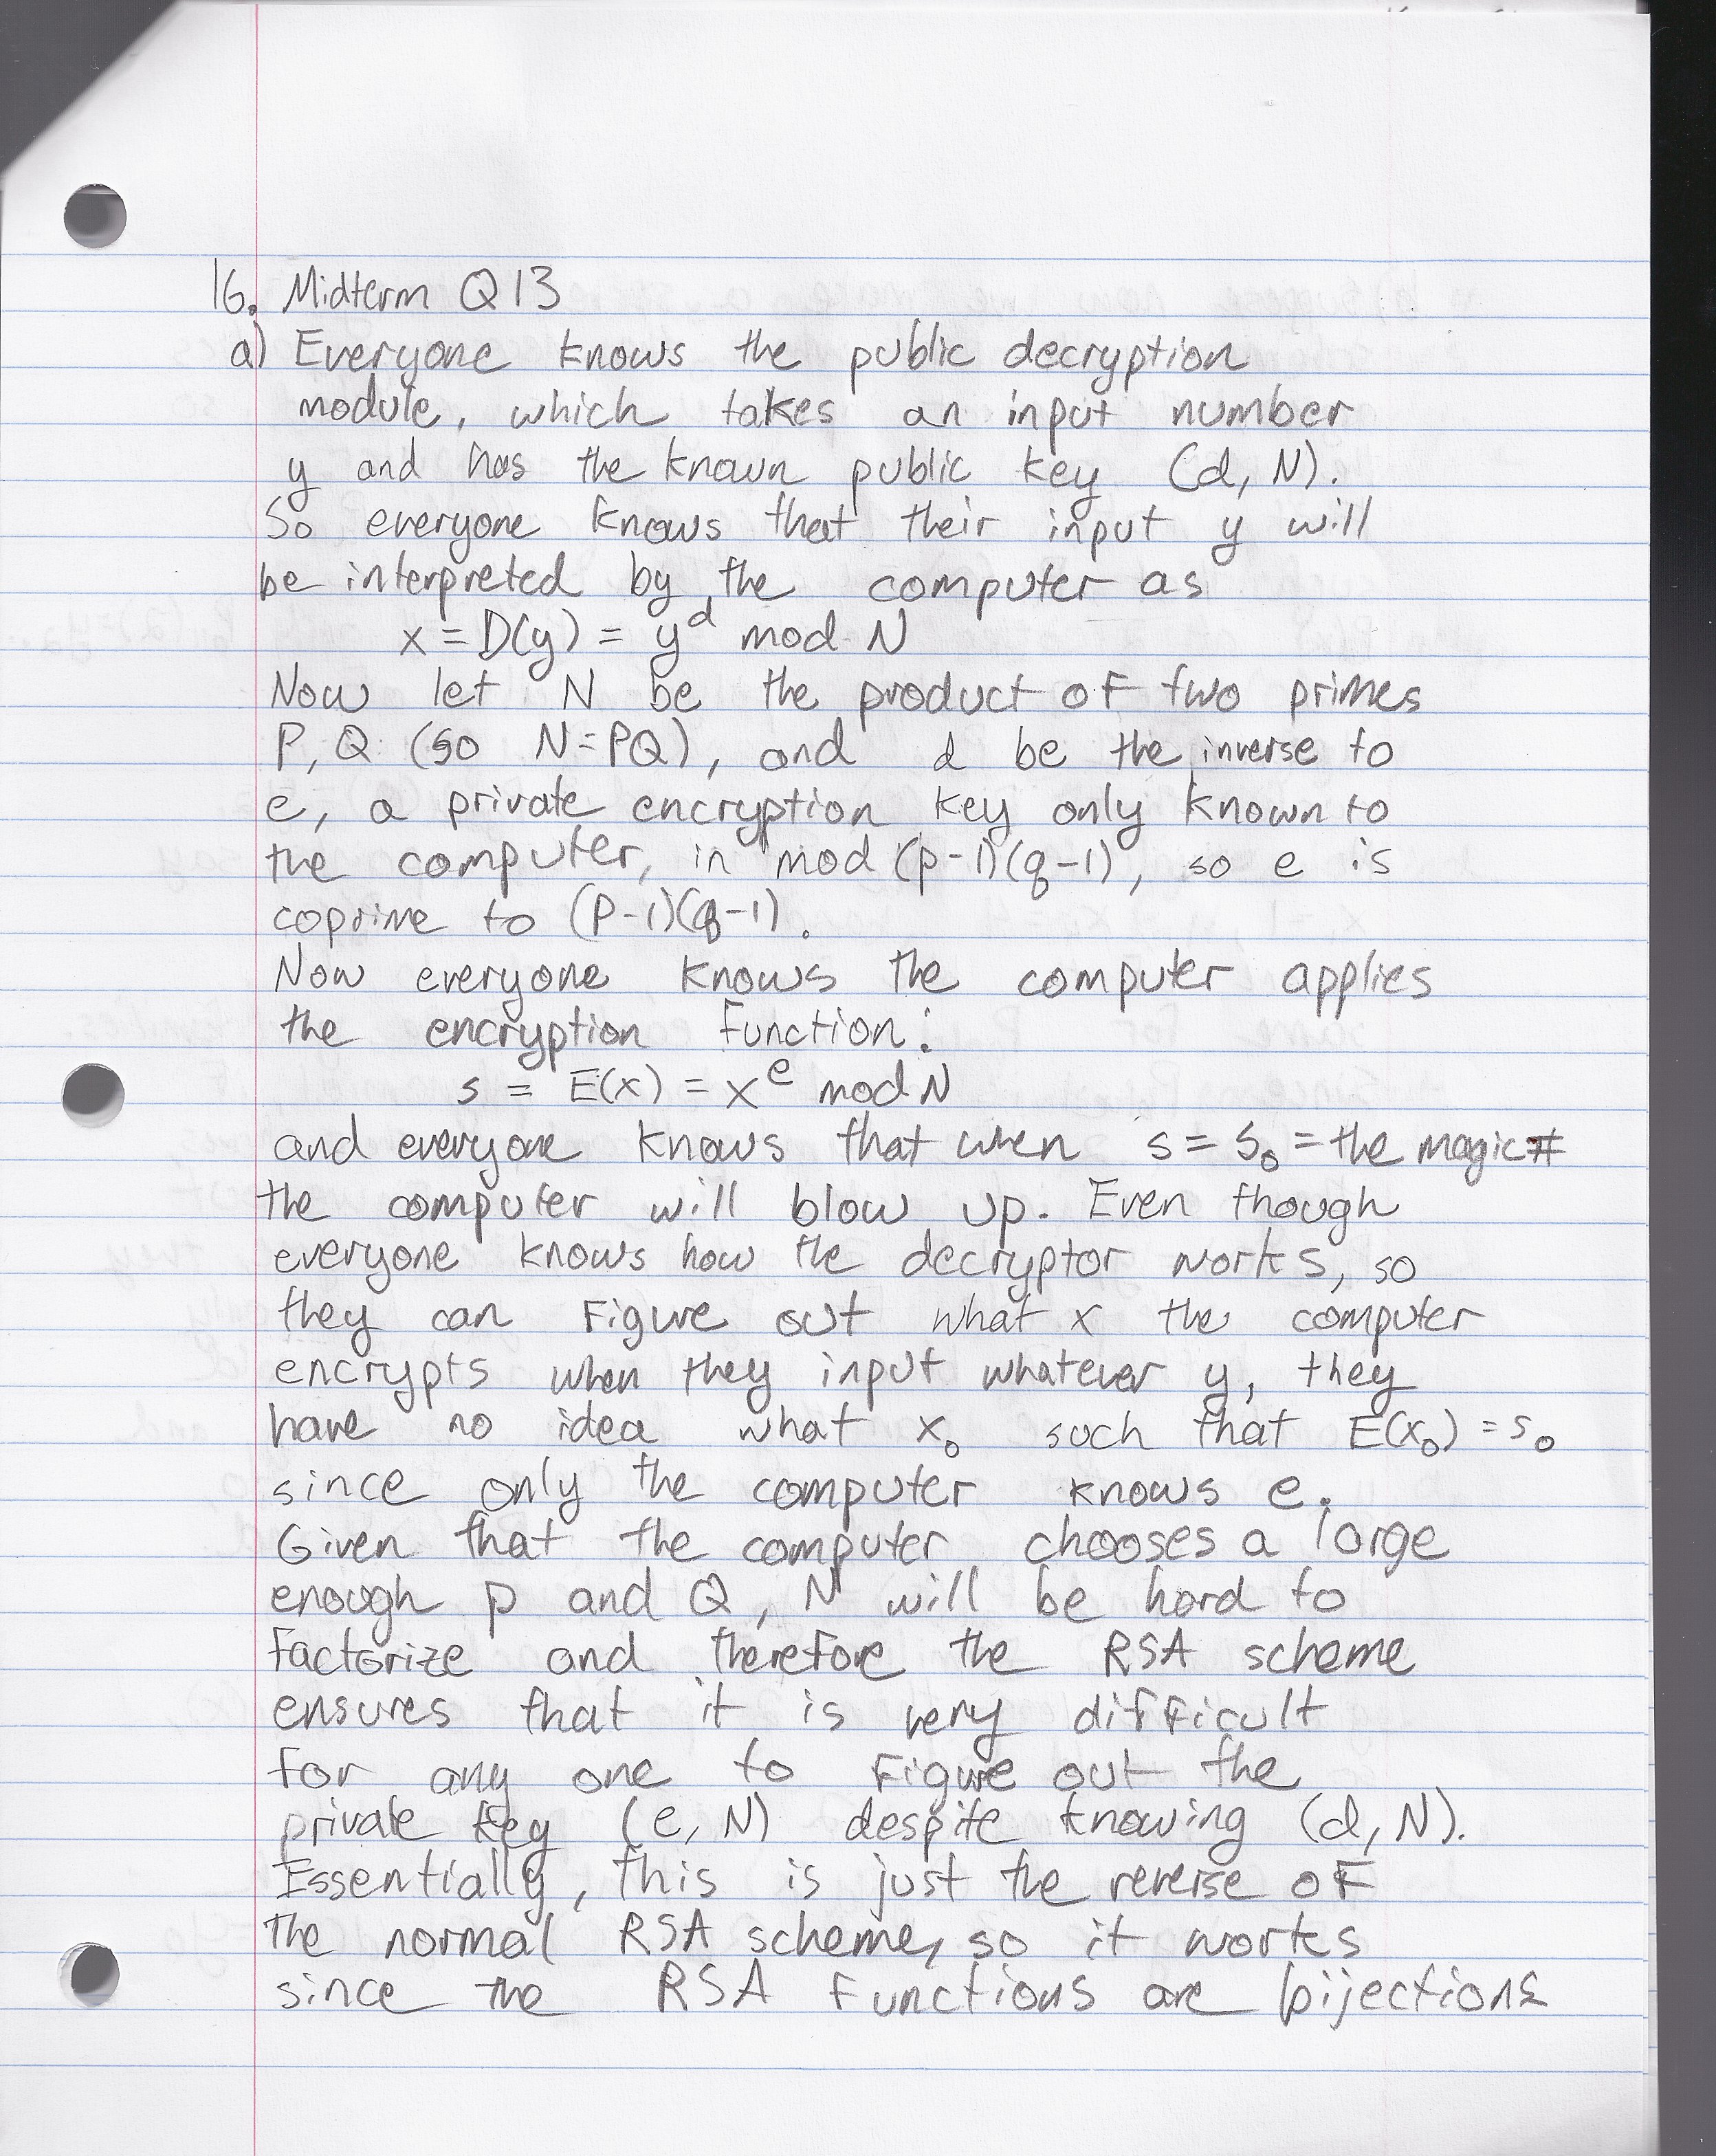 16. Midterm Q13
a) Everyone knows the public decryption
module, which takes an input number
y and has the known public key (d, N).
So everyone knows that their input y will
be interpreted by the computer as
x = D(y) = y^d mod N
Now let N be the product of two primes
P, Q (so N=PQ), and d be the inverse to
e, a private encryption key only known to
the computer, in mod (p-1)(q-1), so e is
coprime to (p-1)(q-1).
Now everyone knows the computer applies
the encryption function:
s = E(x) = x^e mod N
and everyone knows that when s = s₀ = the magic #
the computer will blow up. Even though
everyone knows how the decryptor works, so
they can figure out what x the computer
encrypts when they input whatever y, they
have no idea what x₀ such that E(x₀) = s₀
since only the computer knows e.
Given that the computer chooses a large
enough p and Q, N will be hard to
factorize and therefore the RSA scheme
ensures that it is very difficult
for any one to figure out the
private key (e, N) despite knowing (d, N).
Essentially, this is just the reverse of
the normal RSA scheme, so it works
since the RSA functions are bijections